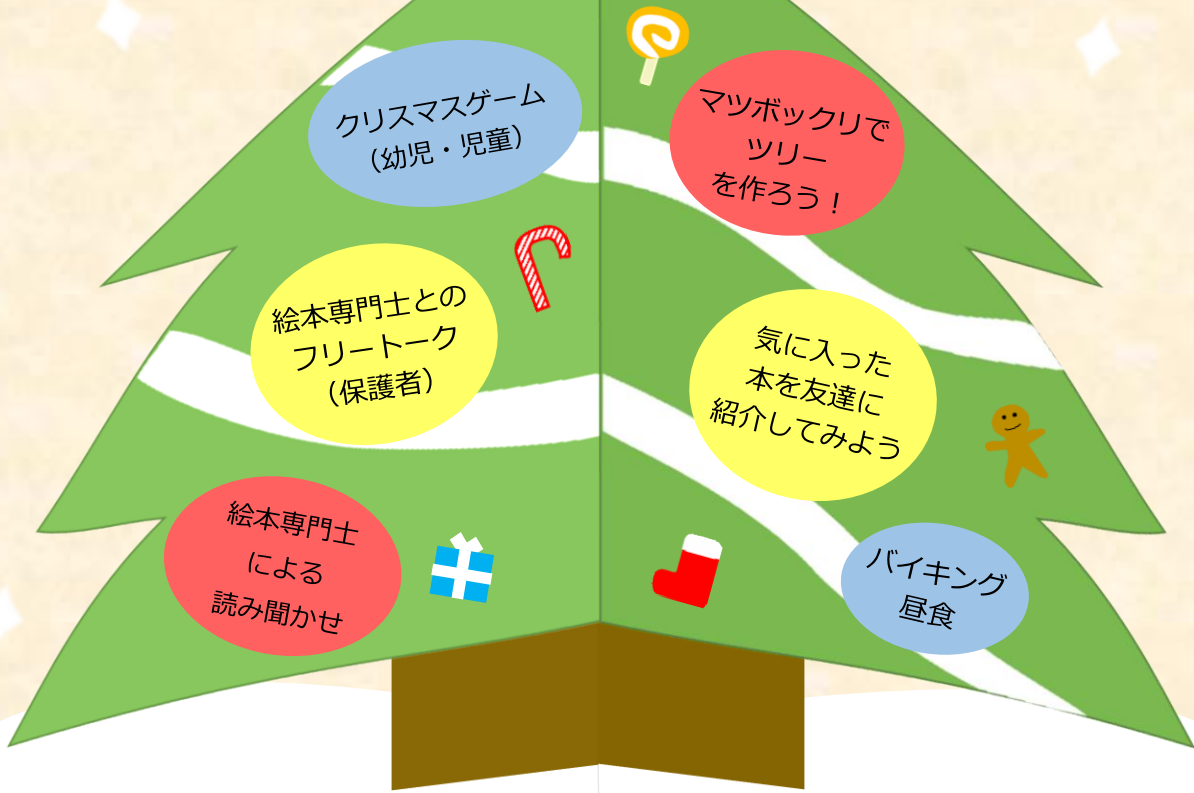 クリスマスゲーム
（幼児・児童）
マツボックリで
ツリー
を作ろう！
絵本専門士との
フリートーク
（保護者）
気に入った
本を友達に
紹介してみよう
絵本専門士
による
読み聞かせ
バイキング
昼食